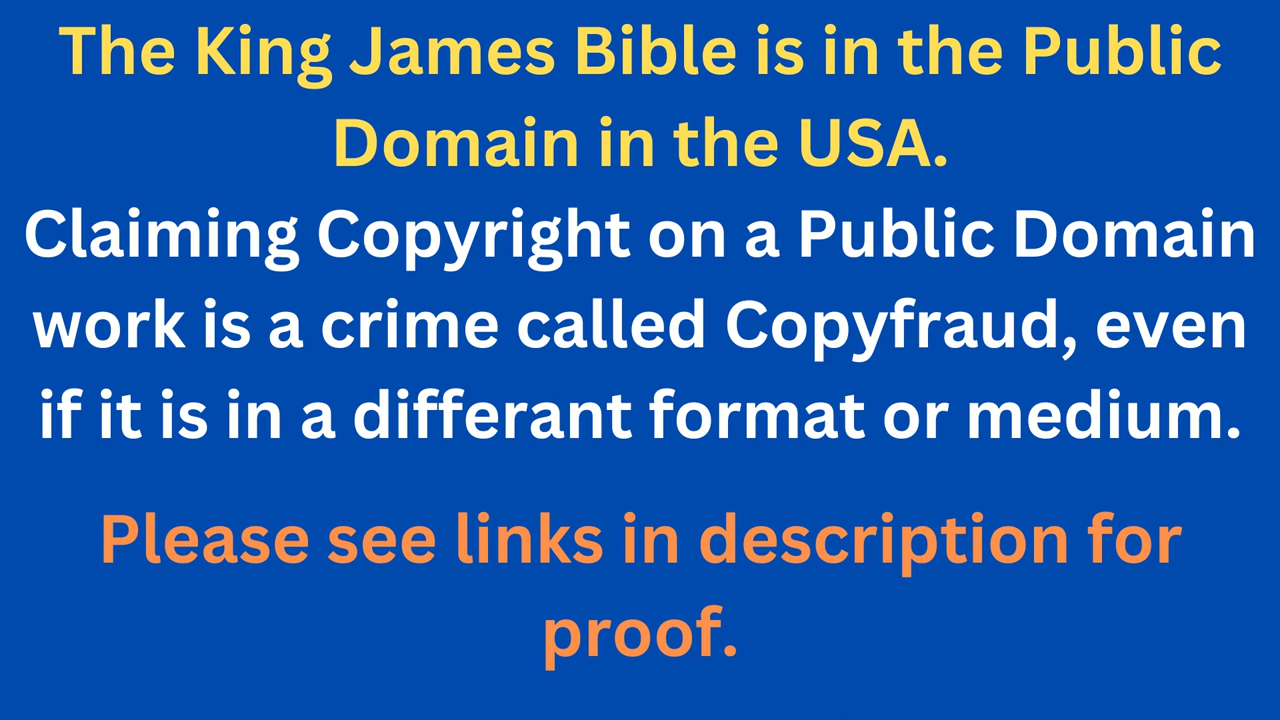 The King James Bible is in the Public
Domain in the USA.
Claiming Copyright on a Public Domain
work is a crime called Copyfraud, even
if it is in a differant format or medium.
Please see links in description for
proof.